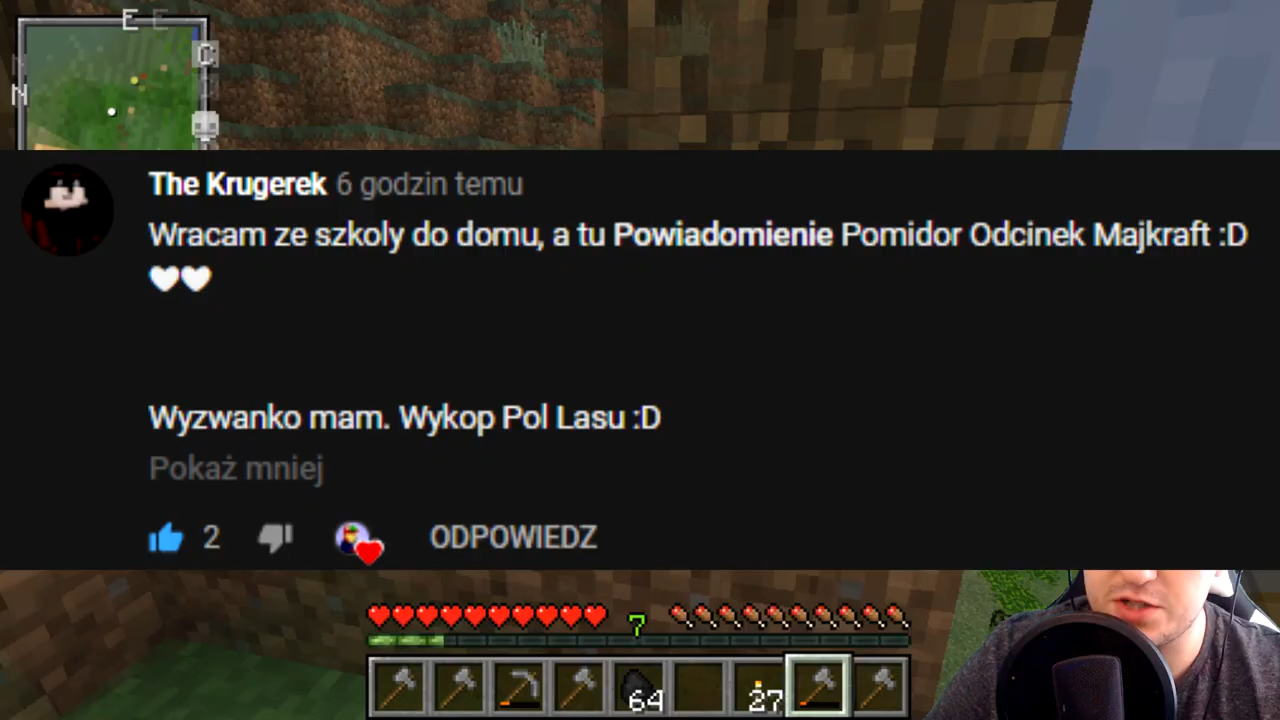 E E
C
N
The Krugerek 6 godzin temu
Wracam ze szkoly do domu, a tu Powiadomienie Pomidor Odcinek Majkraft :D
🤍🤍
Wyzwanko mam. Wykop Pol Lasu :D
Pokaż mniej
2 ODPOWIEDZ
7
64 27